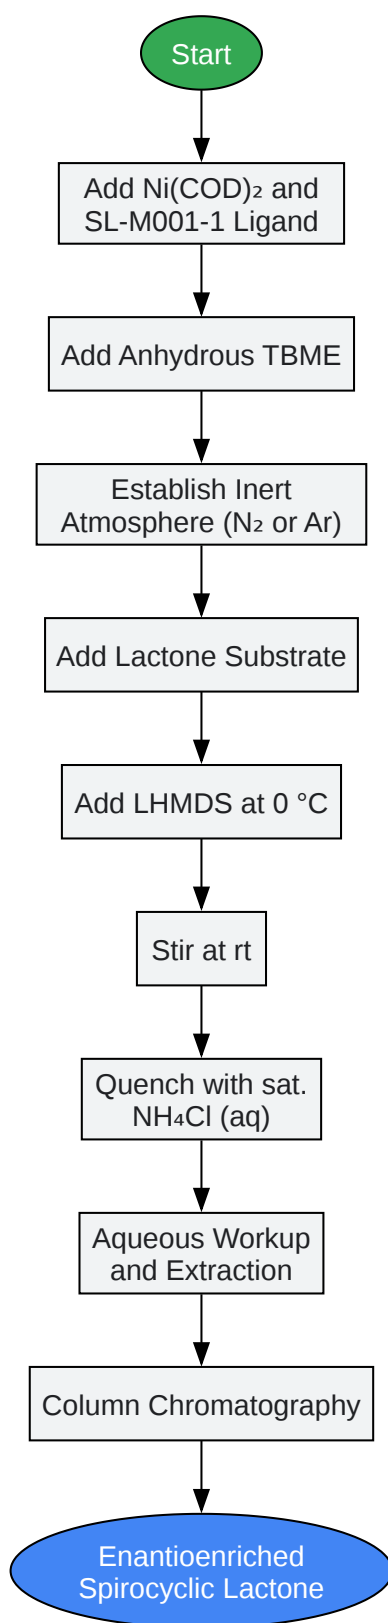 Start
Add Ni(COD)₂ and
SL-M001-1 Ligand
Add Anhydrous TBME
Establish Inert
Atmosphere (N₂ or Ar)
Add Lactone Substrate
Add LHMDS at 0 °C
Stir at rt
Quench with sat.
NH₄Cl (aq)
Aqueous Workup
and Extraction
Column Chromatography
Enantioenriched
Spirocyclic Lactone